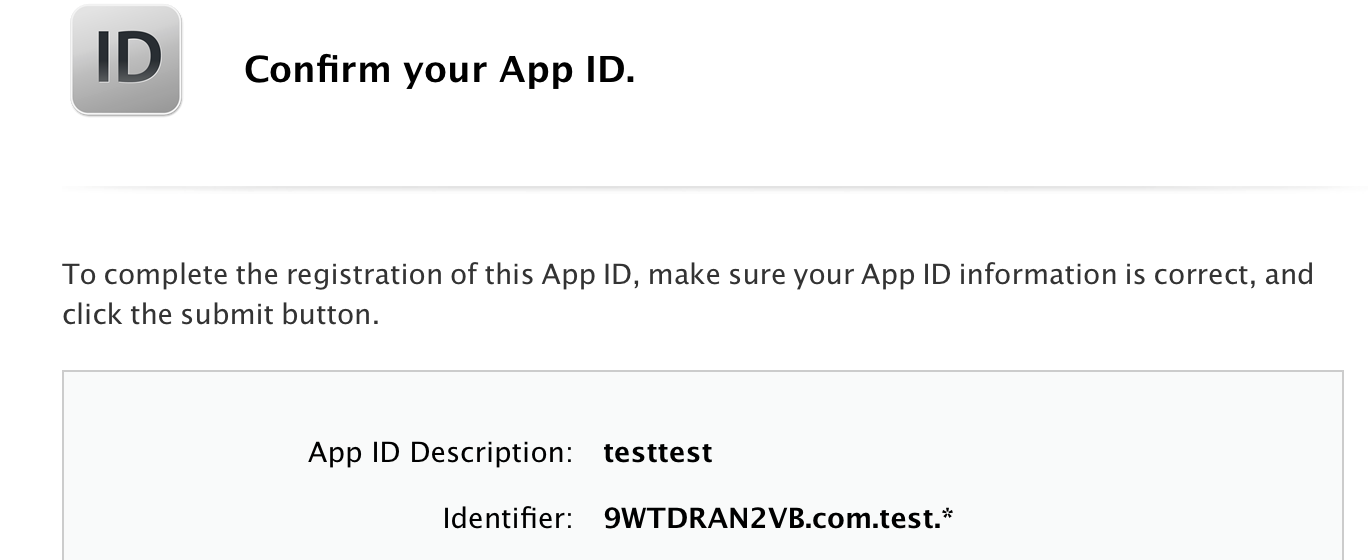 ID
Confirm your App ID.
To complete the registration of this App ID, make sure your App ID information is correct, and
click the submit button.
App ID Description: testtest
Identifier: 9WTDRAN2VB.com.test.*